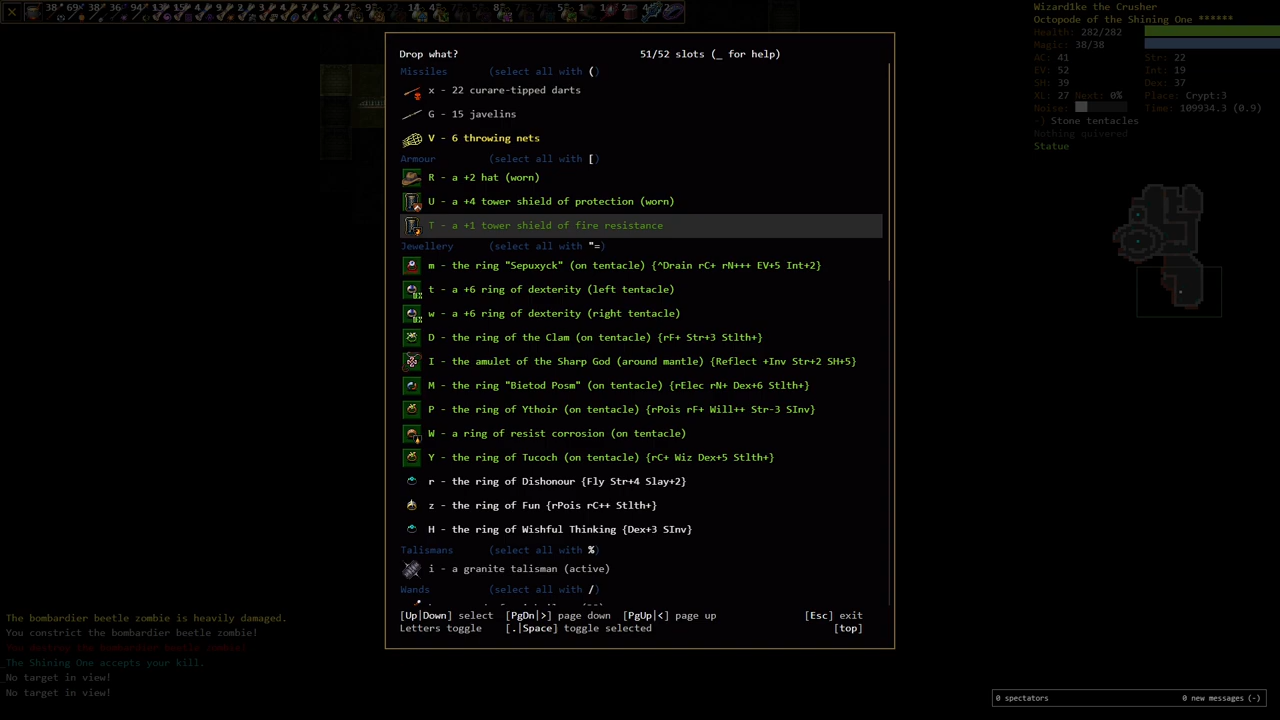 Wizard1ke the Crusher
Octopode of the Shining One ******
Health: 282/282
Magic: 38/38
AC: 41 Str: 22
EV: 52 Int: 19
SH: 39 Dex: 37
XL: 27 Next: 0% Place: Crypt:3
Noise: Time: 109934.3 (0.9)
-) Stone tentacles
Nothing quivered
Statue
Drop what? 51/52 slots (_ for help)
Missiles (select all with ()
x - 22 curare-tipped darts
G - 15 javelins
V - 6 throwing nets
Armour (select all with [)
R - a +2 hat (worn)
U - a +4 tower shield of protection (worn)
T - a +1 tower shield of fire resistance
Jewellery (select all with "=)
m - the ring "Sepuxyck" (on tentacle) {^Drain rC+ rN+++ EV+5 Int+2}
t - a +6 ring of dexterity (left tentacle)
w - a +6 ring of dexterity (right tentacle)
D - the ring of the Clam (on tentacle) {rF+ Str+3 Stlth+}
I - the amulet of the Sharp God (around mantle) {Reflect +Inv Str+2 SH+5}
M - the ring "Bietod Posm" (on tentacle) {rElec rN+ Dex+6 Stlth+}
P - the ring of Ythoir (on tentacle) {rPois rF+ Will++ Str-3 SInv}
W - a ring of resist corrosion (on tentacle)
Y - the ring of Tucoch (on tentacle) {rC+ Wiz Dex+5 Stlth+}
r - the ring of Dishonour {Fly Str+4 Slay+2}
z - the ring of Fun {rPois rC++ Stlth+}
H - the ring of Wishful Thinking {Dex+3 SInv}
Talismans (select all with %)
i - a granite talisman (active)
Wands (select all with /)
[Up|Down] select [PgDn|>] page down [PgUp|<] page up [Esc] exit
Letters toggle [.|Space] toggle selected [top]
The bombardier beetle zombie is heavily damaged.
You constrict the bombardier beetle zombie!
You destroy the bombardier beetle zombie!
_The Shining One accepts your kill.
No target in view!
No target in view!
0 spectators 0 new messages (-)